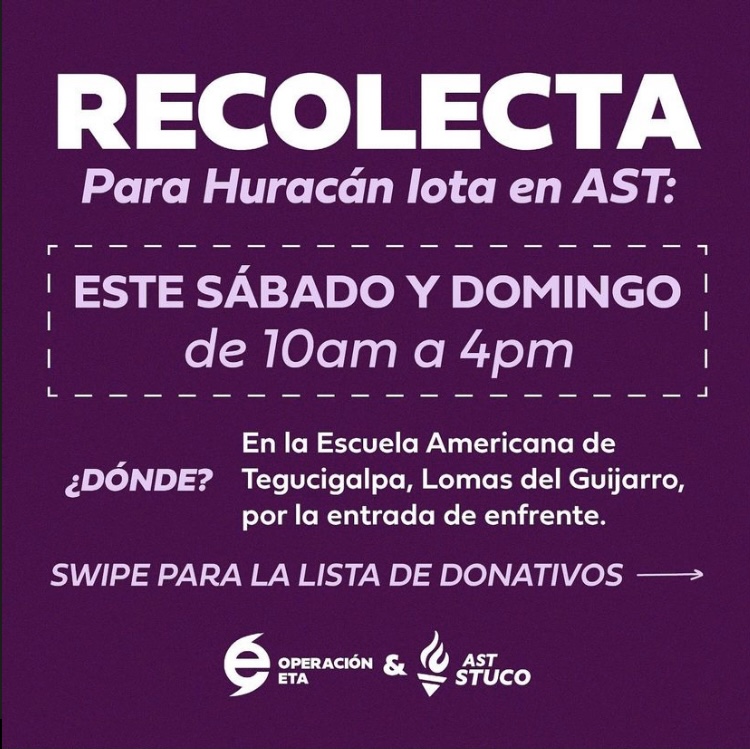 RECOLECTA
Para Huracán Iota en AST:
ESTE SÁBADO Y DOMINGO
de 10am a 4pm
¿DÓNDE?
En la Escuela Americana de
Tegucigalpa, Lomas del Guijarro,
por la entrada de enfrente.
SWIPE PARA LA LISTA DE DONATIVOS
OPERACIÓN
ETA
&
AST
STUCO